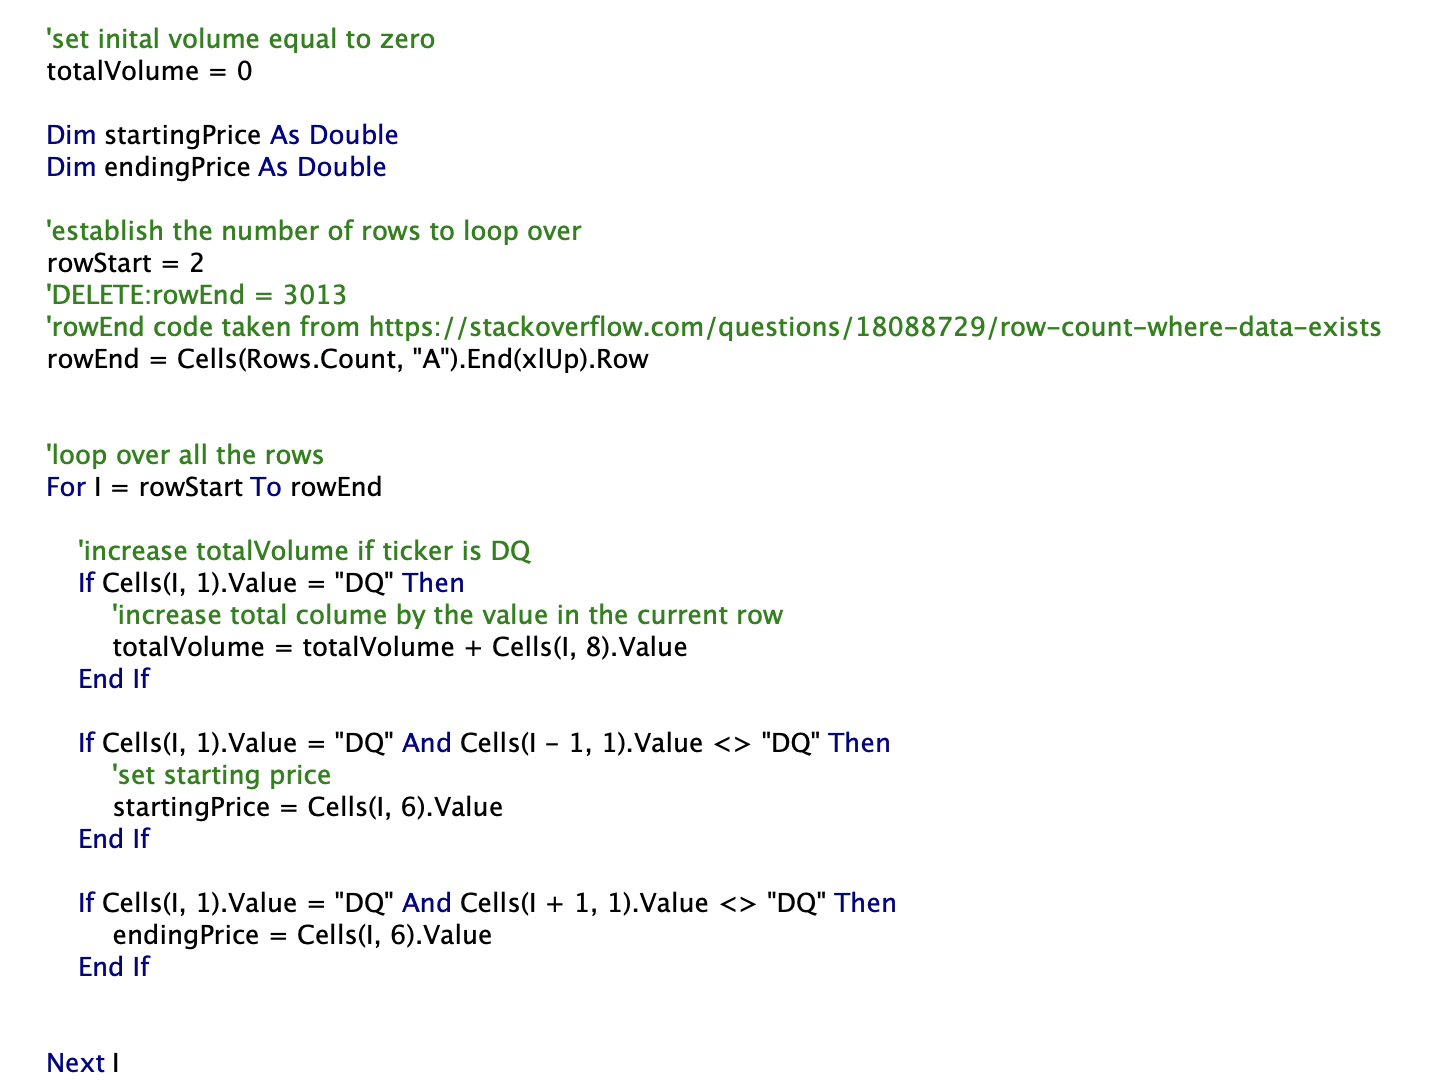 'set inital volume equal to zero
totalVolume = 0
Dim startingPrice As Double
Dim endingPrice As Double
'establish the number of rows to loop over
rowStart = 2
'DELETE:rowEnd = 3013
'rowEnd code taken from https://stackoverflow.com/questions/18088729/row-count-where-data-exists
rowEnd = Cells(Rows.Count, "A").End(xlUp).Row
'loop over all the rows
For I = rowStart To rowEnd
'increase totalVolume if ticker is DQ
If Cells(I, 1).Value = "DQ" Then
'increase total colume by the value in the current row
totalVolume = totalVolume + Cells(I, 8).Value
End If
If Cells(I, 1).Value = "DQ" And Cells(I - 1, 1).Value <> "DQ" Then
'set starting price
startingPrice = Cells(I, 6).Value
End If
If Cells(I, 1).Value = "DQ" And Cells(I + 1, 1).Value <> "DQ" Then
endingPrice = Cells(I, 6).Value
End If
Next I